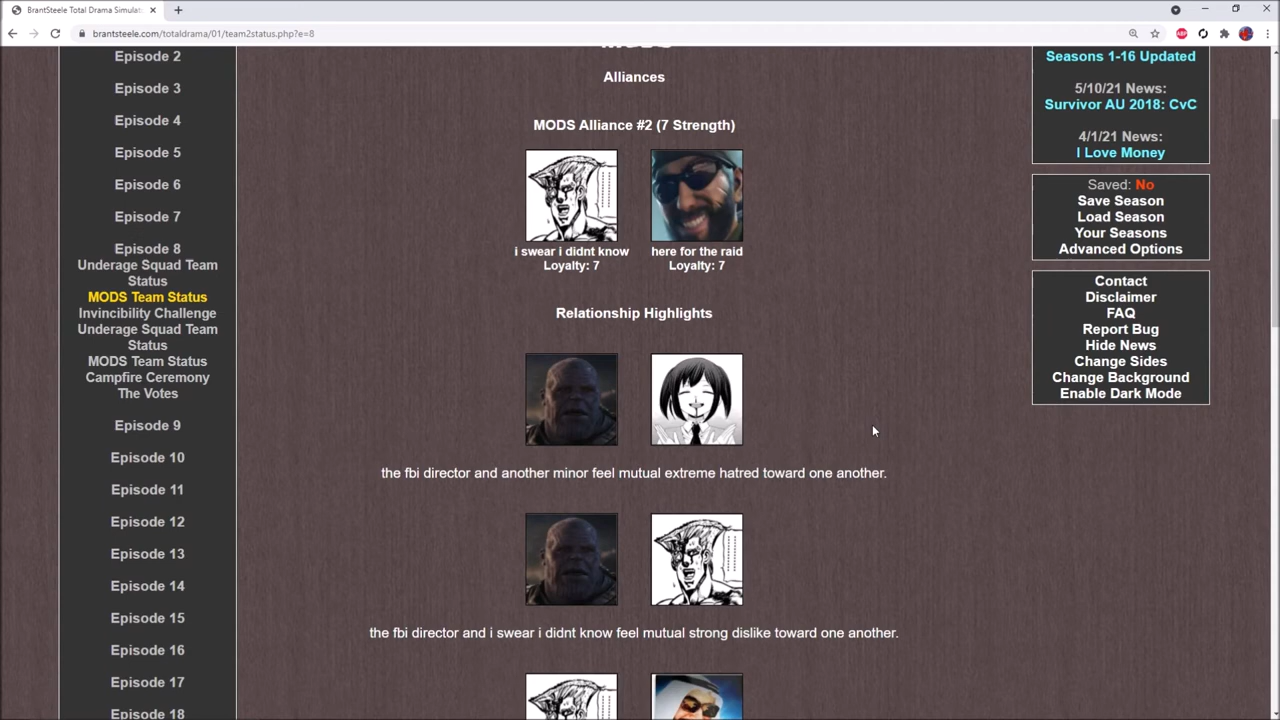 BrantSteele Total Drama Simulat
brantsteele.com/totaldrama/01/team2status.php?e=8
Episode 2
Episode 3
Episode 4
Episode 5
Episode 6
Episode 7
Episode 8
Underage Squad Team
Status
MODS Team Status
Invincibility Challenge
Underage Squad Team
Status
MODS Team Status
Campfire Ceremony
The Votes
Episode 9
Episode 10
Episode 11
Episode 12
Episode 13
Episode 14
Episode 15
Episode 16
Episode 17
Episode 18
MODS
Alliances
MODS Alliance #2 (7 Strength)
i swear i didnt know
Loyalty: 7
here for the raid
Loyalty: 7
Relationship Highlights
the fbi director and another minor feel mutual extreme hatred toward one another.
the fbi director and i swear i didnt know feel mutual strong dislike toward one another.
Seasons 1-16 Updated
5/10/21 News:
Survivor AU 2018: CvC
4/1/21 News:
I Love Money
Saved: No
Save Season
Load Season
Your Seasons
Advanced Options
Contact
Disclaimer
FAQ
Report Bug
Hide News
Change Sides
Change Background
Enable Dark Mode
ABP